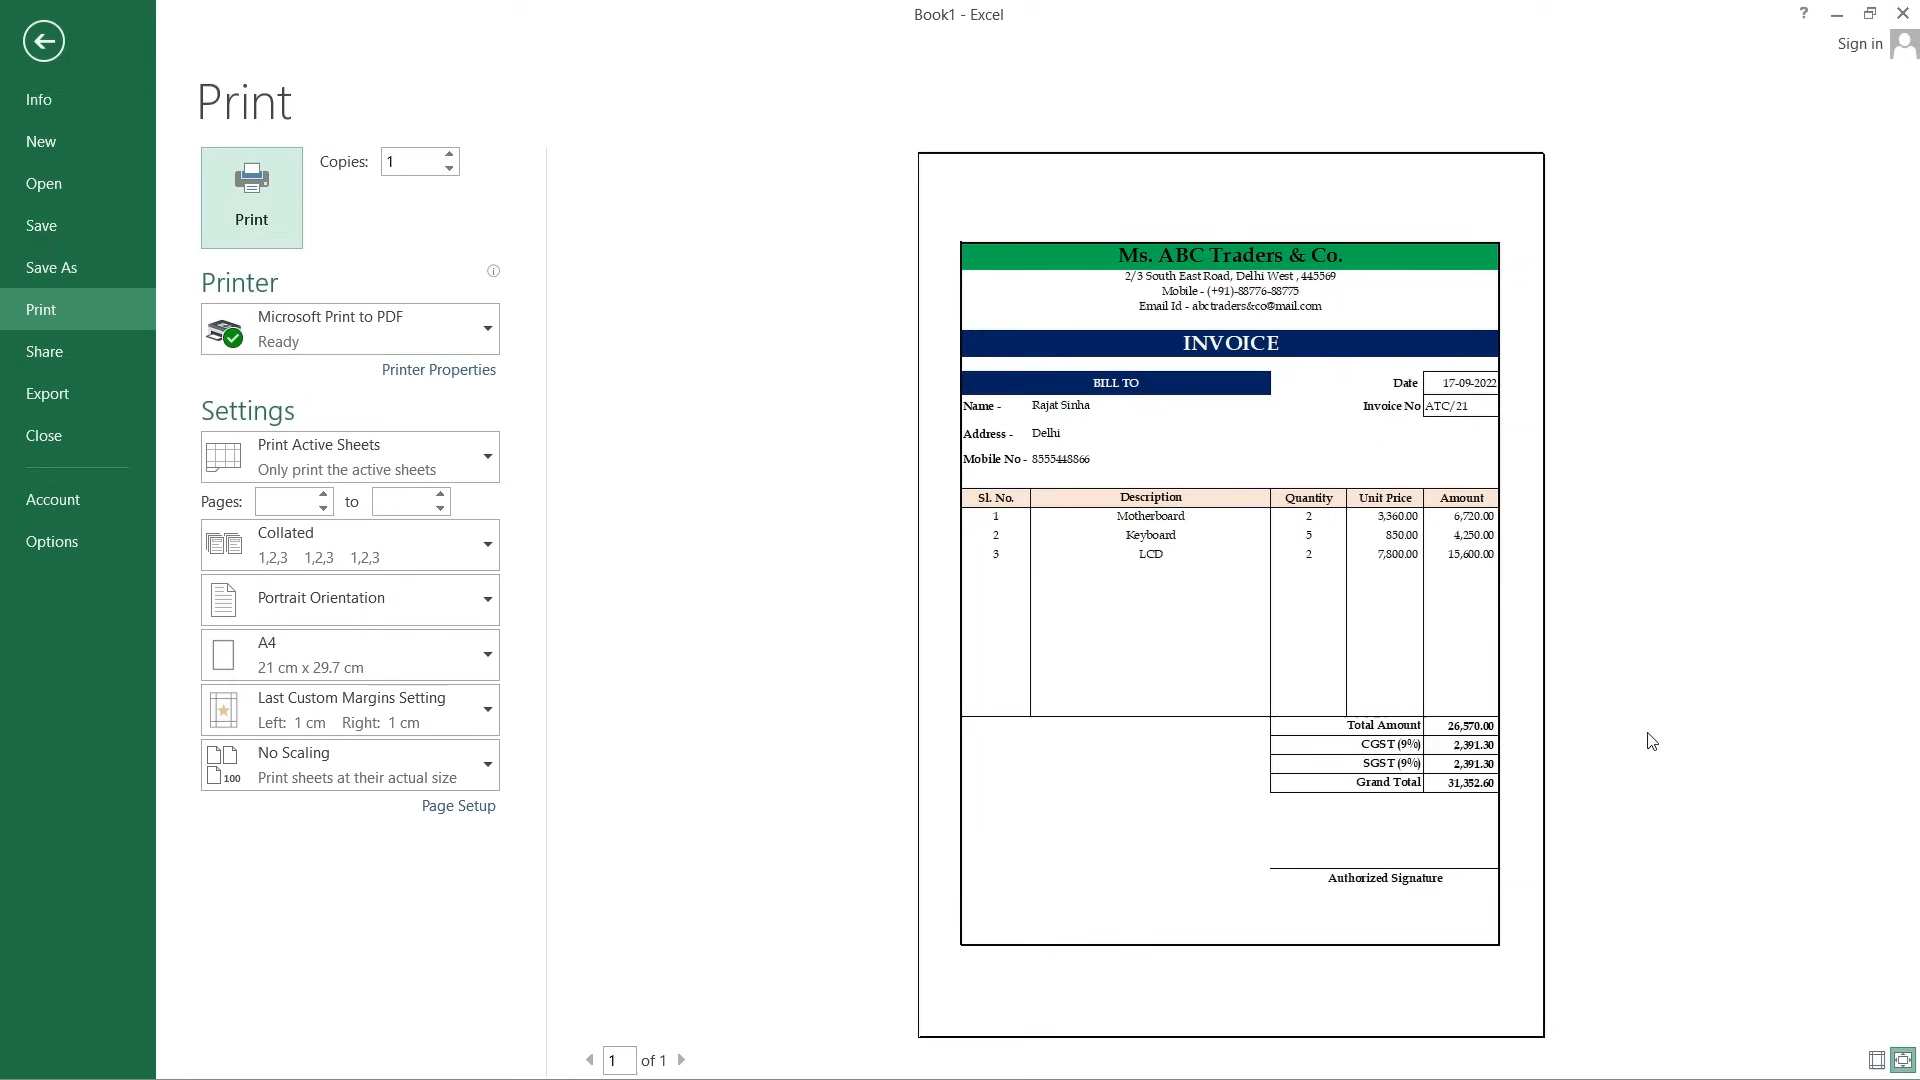 Book1 - Excel
?
Sign in
Info
New
Open
Save
Save As
Print
Share
Export
Close
Account
Options
Print
Print
Copies: 1
Printer
Microsoft Print to PDF
Ready
Printer Properties
Settings
Print Active Sheets
Only print the active sheets
Pages: to
Collated
1,2,3 1,2,3 1,2,3
Portrait Orientation
A4
21 cm x 29.7 cm
Last Custom Margins Setting
Left: 1 cm Right: 1 cm
No Scaling
100
Print sheets at their actual size
Page Setup
Ms. ABC Traders & Co.
2/3 South East Road, Delhi West , 445569
Mobile - (+91)-88776-88775
Email Id - abctraders&co@mail.com
INVOICE
BILL TO Date 17-09-2022
Name - Rajat Sinha Invoice No ATC/21
Address - Delhi
Mobile No - 8555448866
Sl. No. Description Quantity Unit Price Amount
1 Motherboard 2 3,360.00 6,720.00
2 Keyboard 5 850.00 4,250.00
3 LCD 2 7,800.00 15,600.00
Total Amount 26,570.00
CGST (9%) 2,391.30
SGST (9%) 2,391.30
Grand Total 31,352.60
Authorized Signature
1 of 1